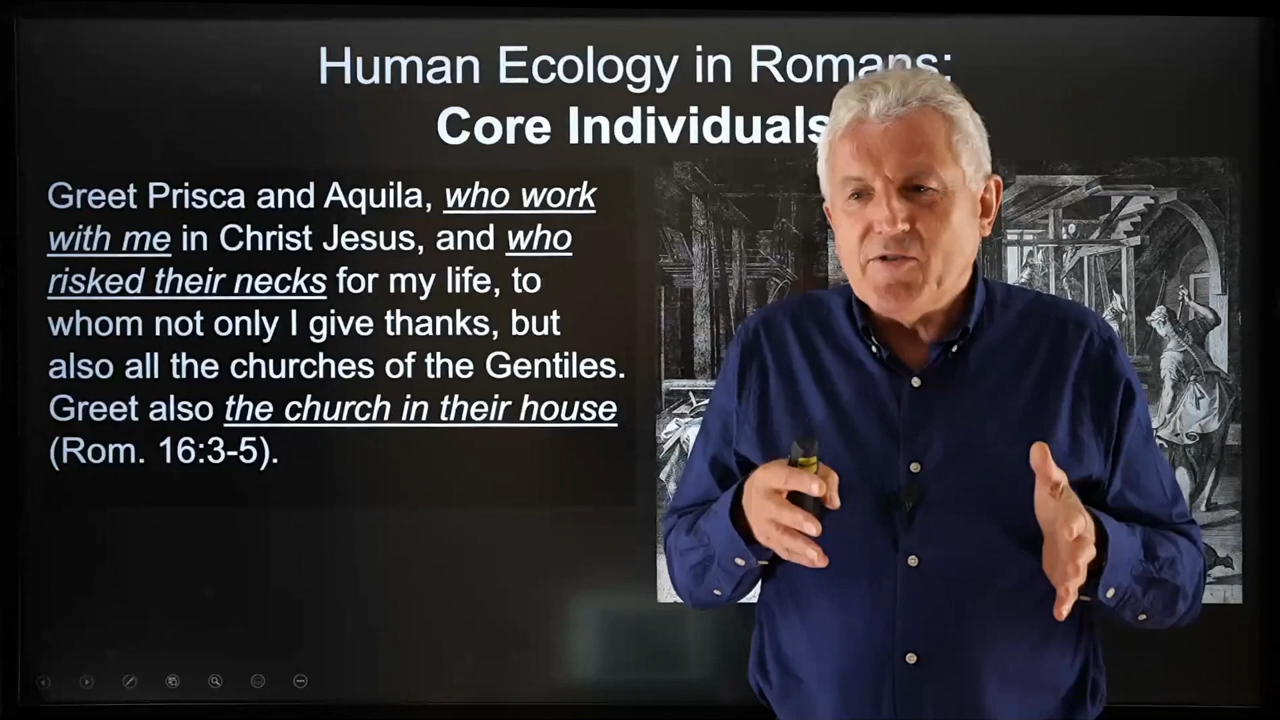 Human Ecology in Romans:
Core Individuals
Greet Prisca and Aquila, who work
with me in Christ Jesus, and who
risked their necks for my life, to
whom not only I give thanks, but
also all the churches of the Gentiles.
Greet also the church in their house
(Rom. 16:3-5).